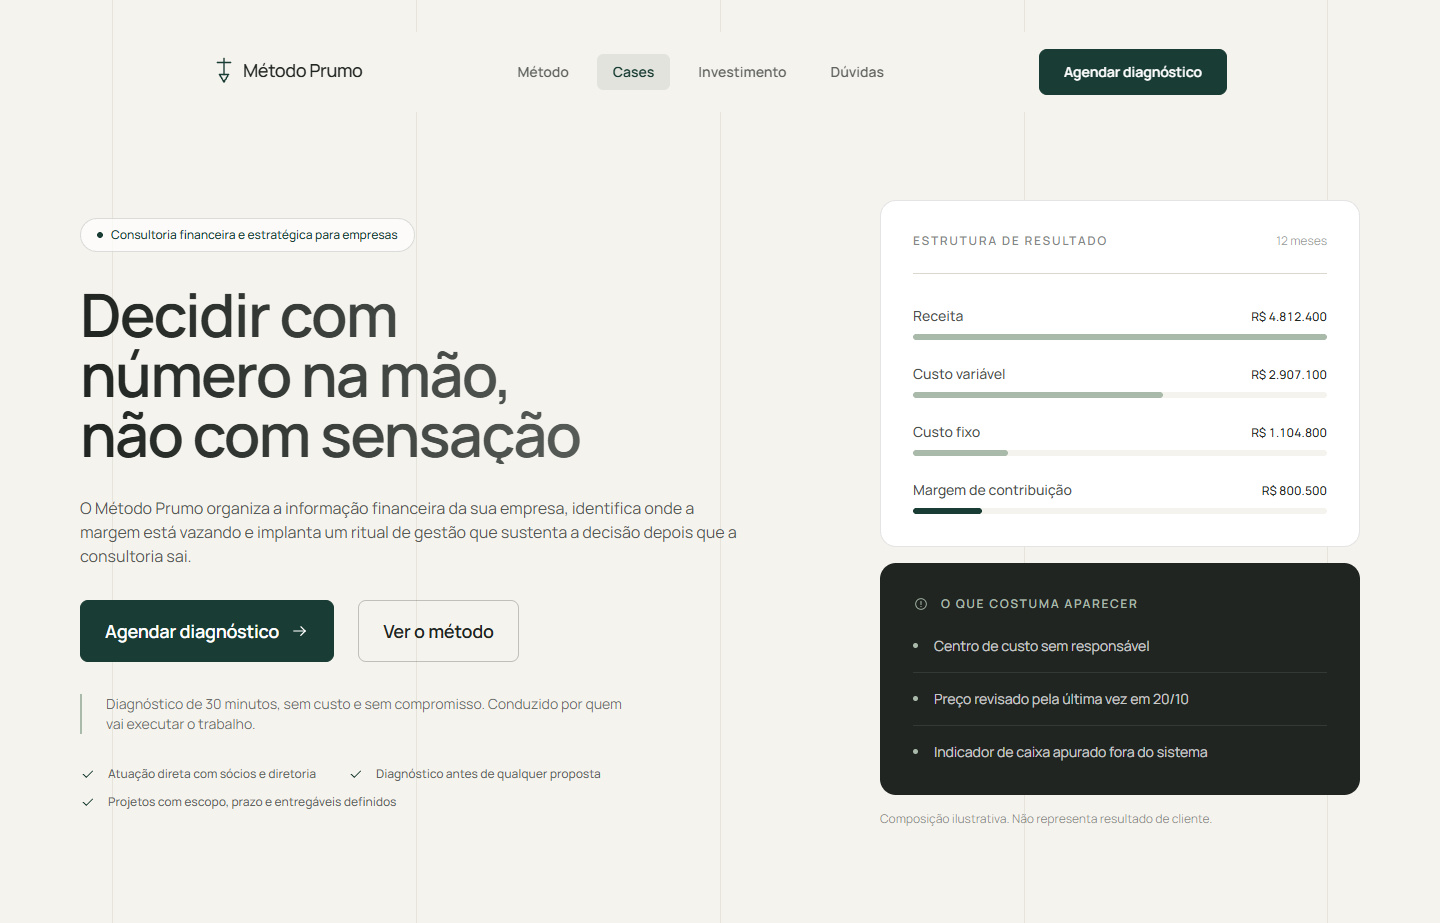 Método Prumo
Método
Cases
Investimento
Dúvidas
Agendar diagnóstico
Consultoria financeira e estratégica para empresas
Decidir com
número na mão,
não com sensação
O Método Prumo organiza a informação financeira da sua empresa, identifica onde a
margem está vazando e implanta um ritual de gestão que sustenta a decisão depois que a
consultoria sai.
Agendar diagnóstico
Ver o método
Diagnóstico de 30 minutos, sem custo e sem compromisso. Conduzido por quem
vai executar o trabalho.
Atuação direta com sócios e diretoria
Diagnóstico antes de qualquer proposta
Projetos com escopo, prazo e entregáveis definidos
ESTRUTURA DE RESULTADO
12 meses
Receita
R$ 4.812.400
Custo variável
R$ 2.907.100
Custo fixo
R$ 1.104.800
Margem de contribuição
R$ 800.500
O QUE COSTUMA APARECER
Centro de custo sem responsável
Preço revisado pela última vez em 20/10
Indicador de caixa apurado fora do sistema
Composição ilustrativa. Não representa resultado de cliente.